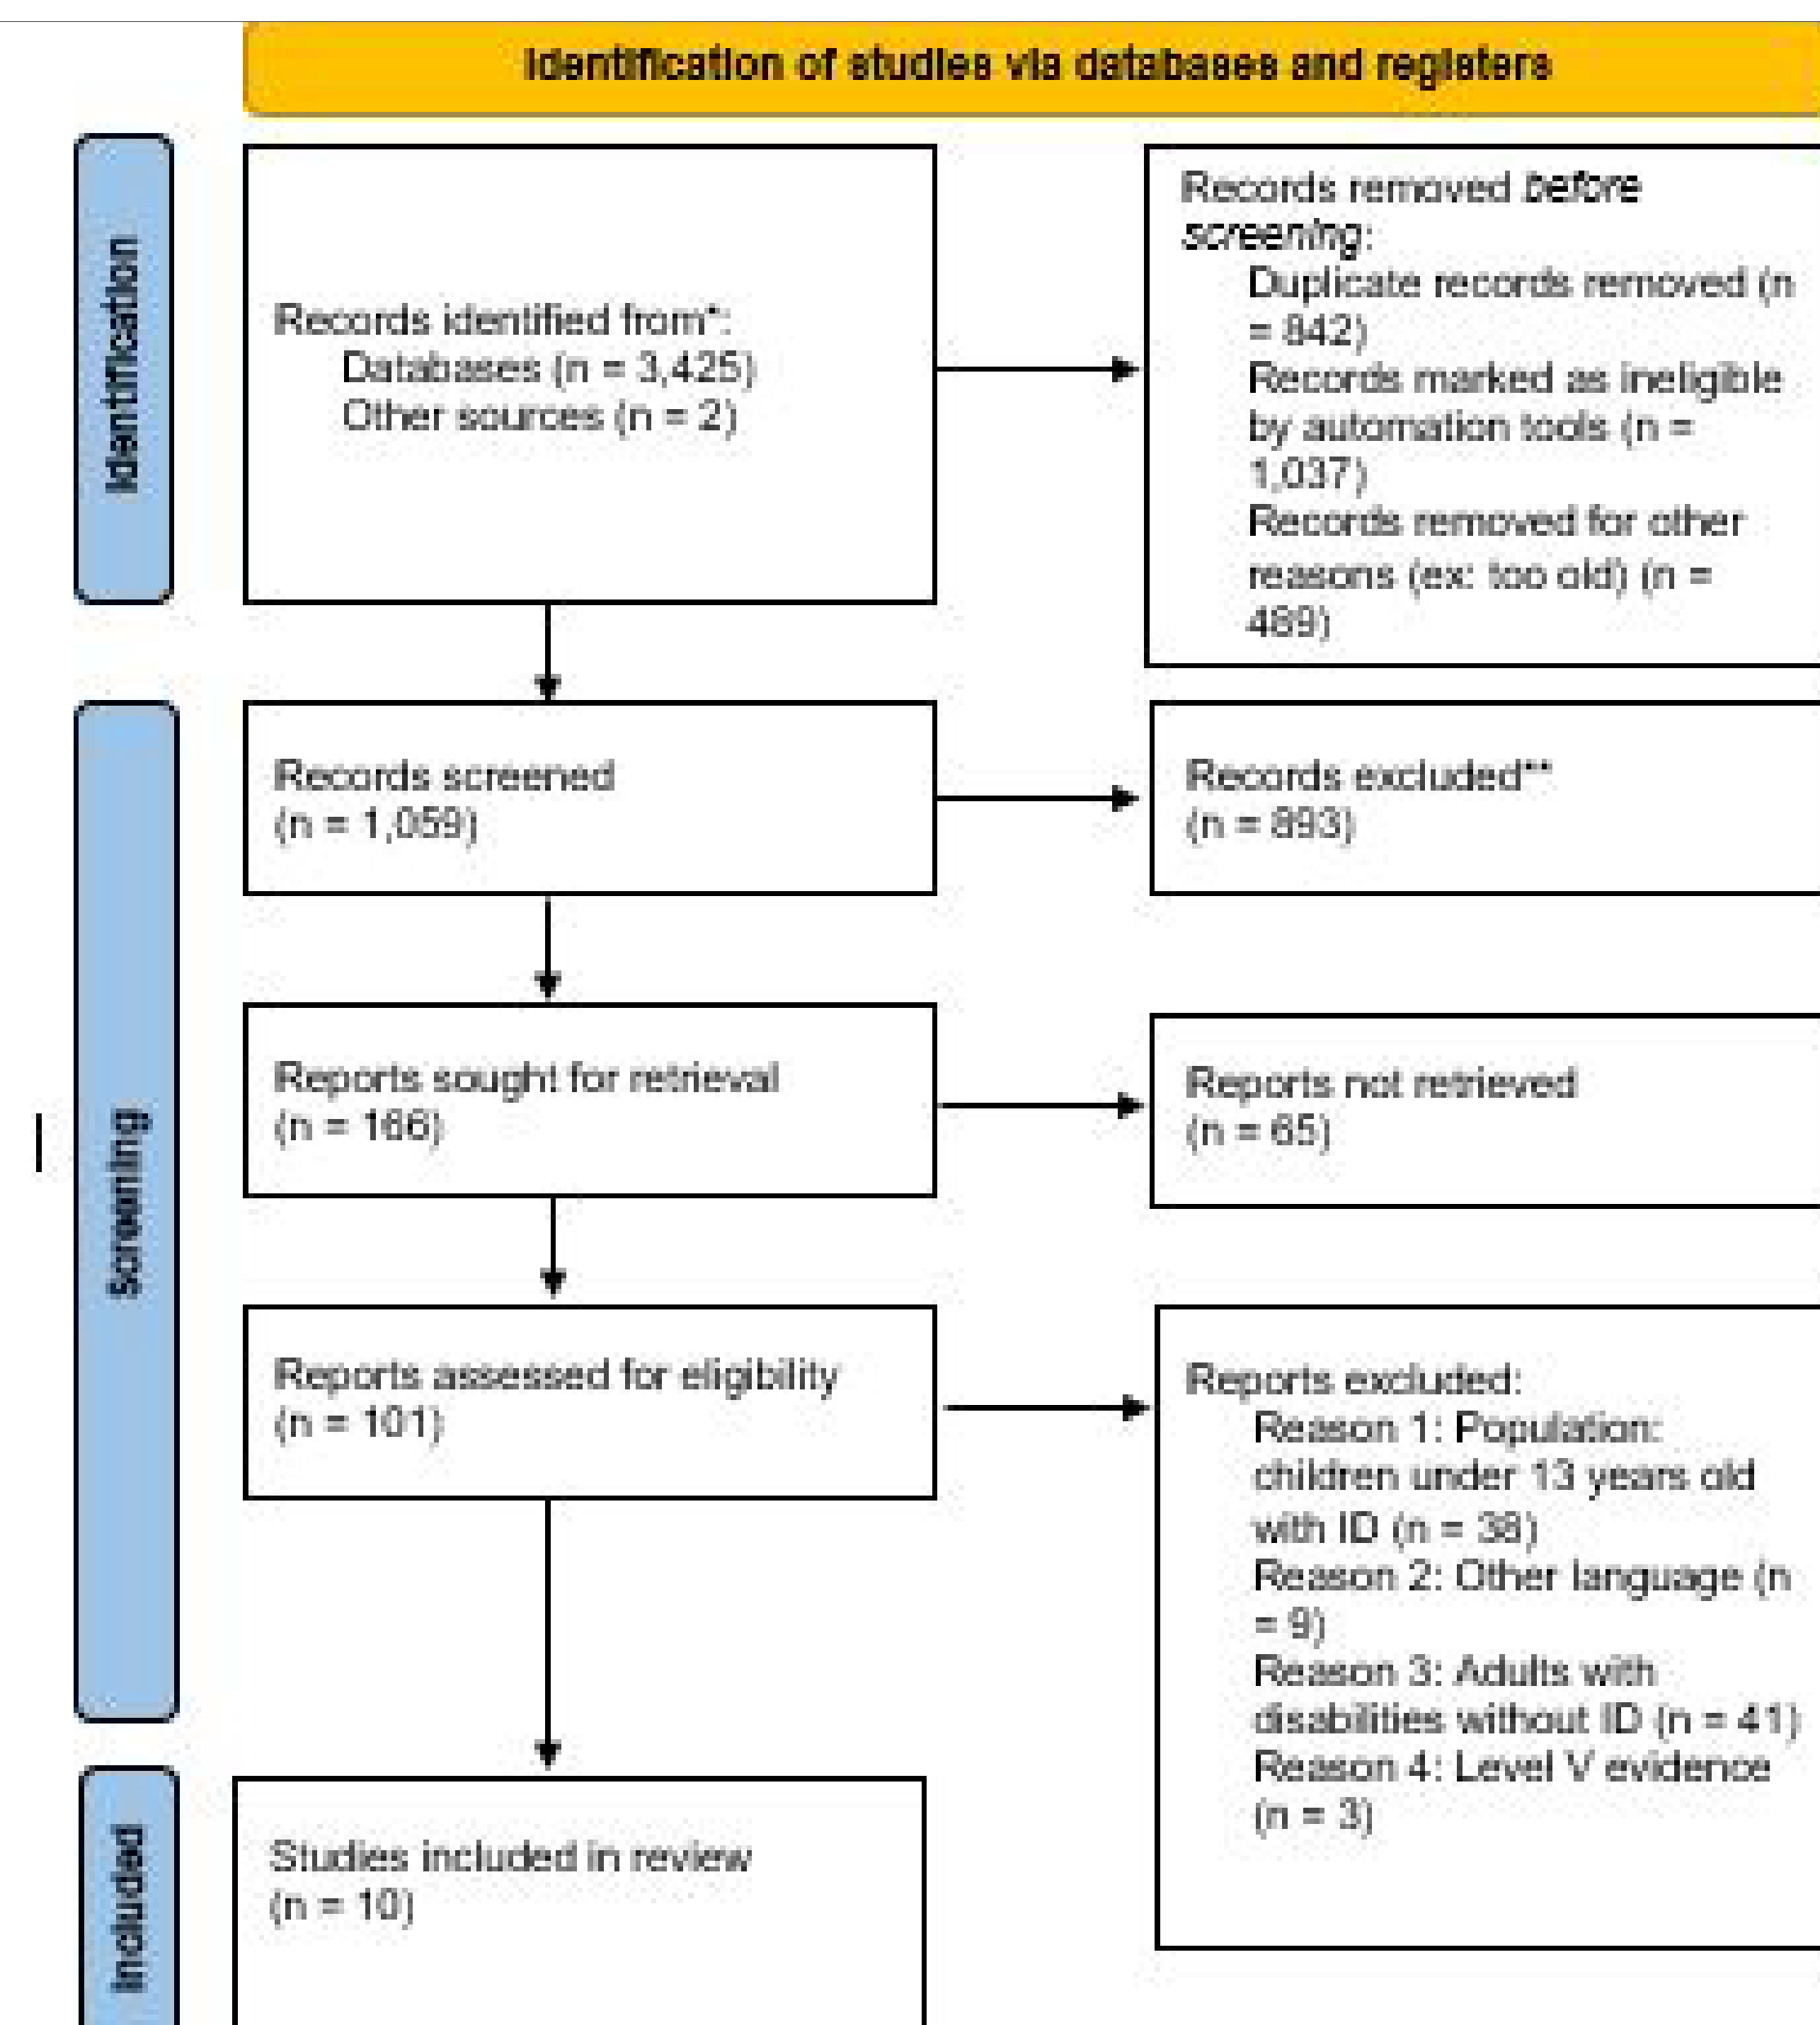 Identification of studies via databases and registers
Identification
Records identified from*:
Databases (n = 3,425)
Other sources (n = 2)
Records removed before
screening:
Duplicate records removed (n
= 842)
Records marked as ineligible
by automation tools (n =
1,037)
Records removed for other
reasons (ex: too old) (n =
489)
Screening
Records screened
(n = 1,059)
Records excluded**
(n = 893)
Reports sought for retrieval
(n = 166)
Reports not retrieved
(n = 65)
Reports assessed for eligibility
(n = 101)
Reports excluded:
Reason 1: Population:
children under 13 years old
with ID (n = 38)
Reason 2: Other language (n
= 9)
Reason 3: Adults with
disabilities without ID (n = 41)
Reason 4: Level V evidence
(n = 3)
Included
Studies included in review
(n = 10)